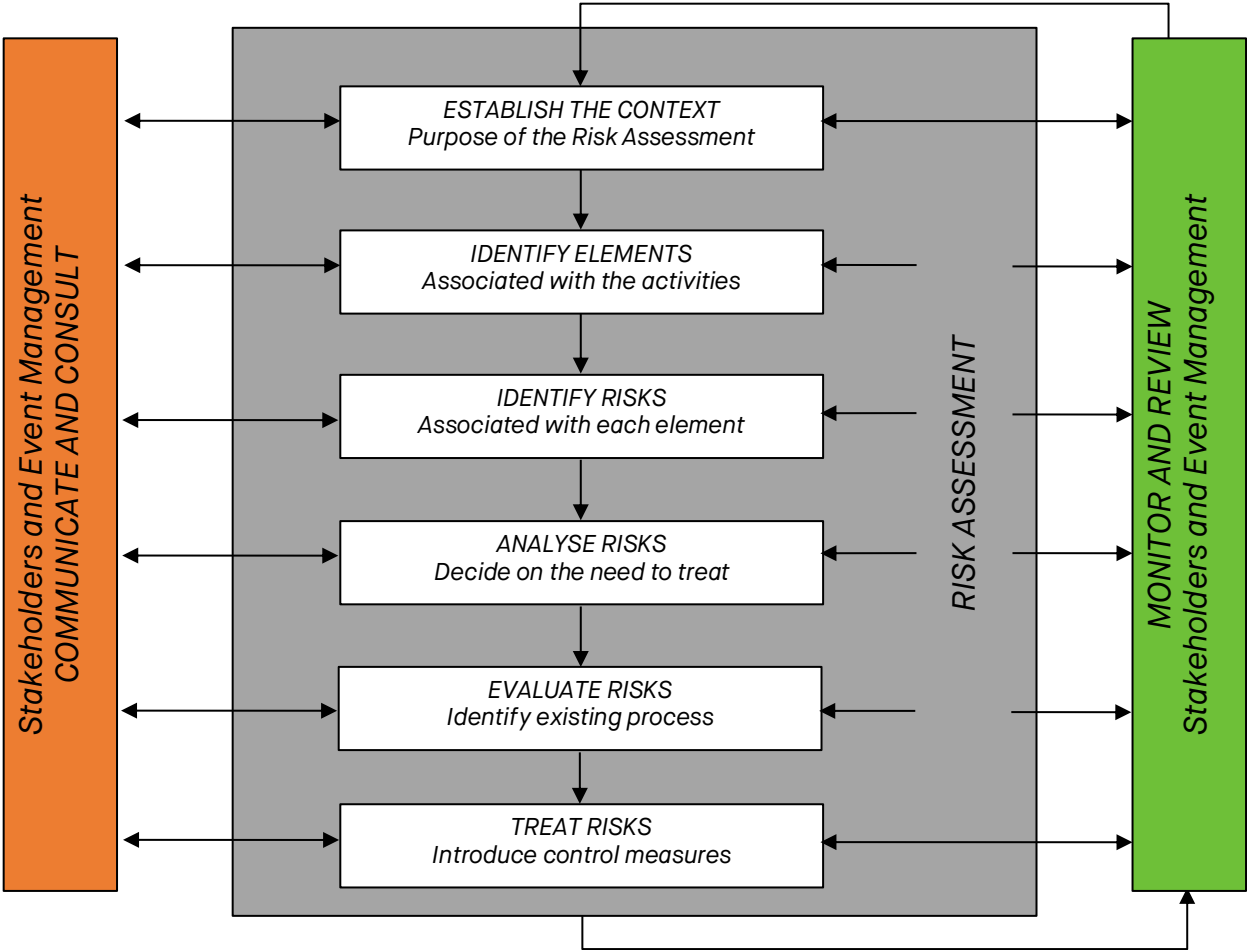 Stakeholders and Event Management
COMMUNICATE AND CONSULT
ESTABLISH THE CONTEXT
Purpose of the Risk Assessment
IDENTIFY ELEMENTS
Associated with the activities
IDENTIFY RISKS
Associated with each element
ANALYSE RISKS
Decide on the need to treat
EVALUATE RISKS
Identify existing process
TREAT RISKS
Introduce control measures
RISK ASSESSMENT
MONITOR AND REVIEW
Stakeholders and Event Management